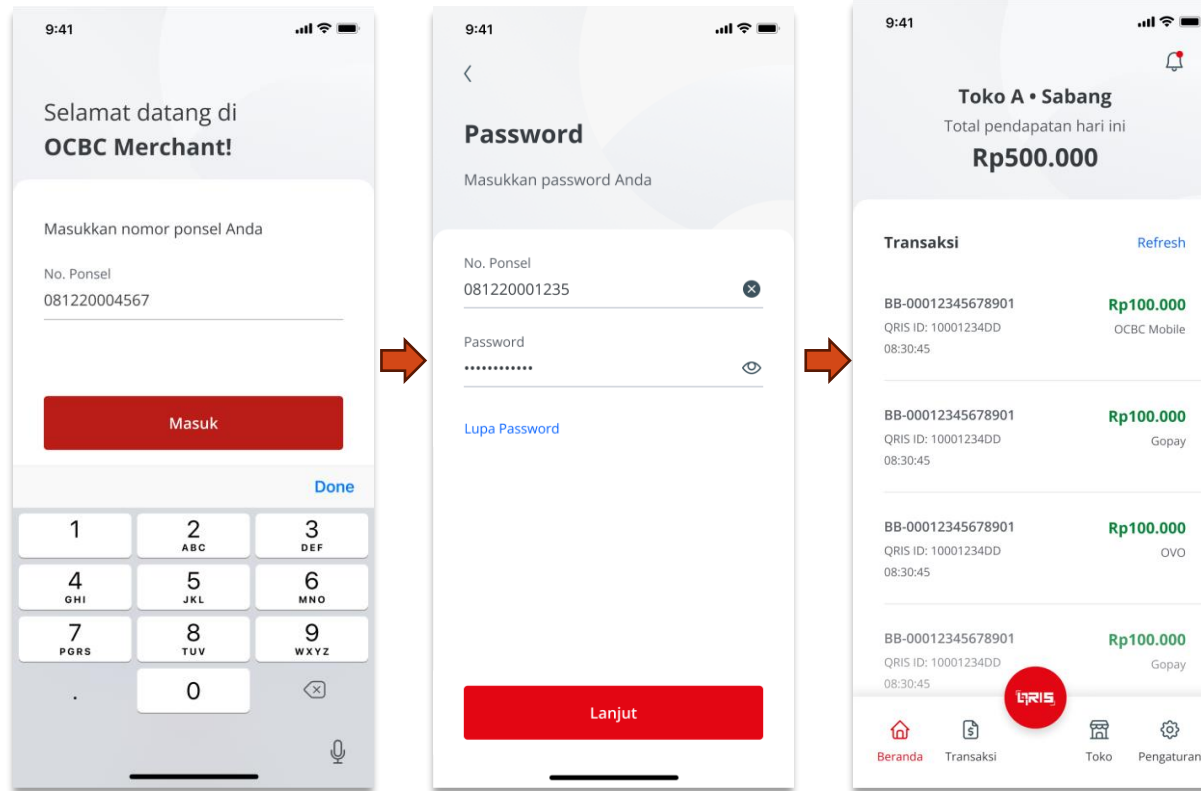 9:41
Selamat datang di
OCBC Merchant!
Masukkan nomor ponsel Anda
No. Ponsel
081220004567
Masuk
Done
1
2
ABC
3
DEF
4
GHI
5
JKL
6
MNO
7
PGRS
8
TUV
9
WXYZ
.
0
9:41
Password
Masukkan password Anda
No. Ponsel
081220001235
Password
••••••••••••
Lupa Password
Lanjut
9:41
Toko A • Sabang
Total pendapatan hari ini
Rp500.000
Transaksi Refresh
BB-00012345678901 Rp100.000
QRIS ID: 10001234DD OCBC Mobile
08:30:45
BB-00012345678901 Rp100.000
QRIS ID: 10001234DD Gopay
08:30:45
BB-00012345678901 Rp100.000
QRIS ID: 10001234DD OVO
08:30:45
BB-00012345678901 Rp100.000
QRIS ID: 10001234DD Gopay
08:30:45
QRIS
Beranda Transaksi Toko Pengaturan